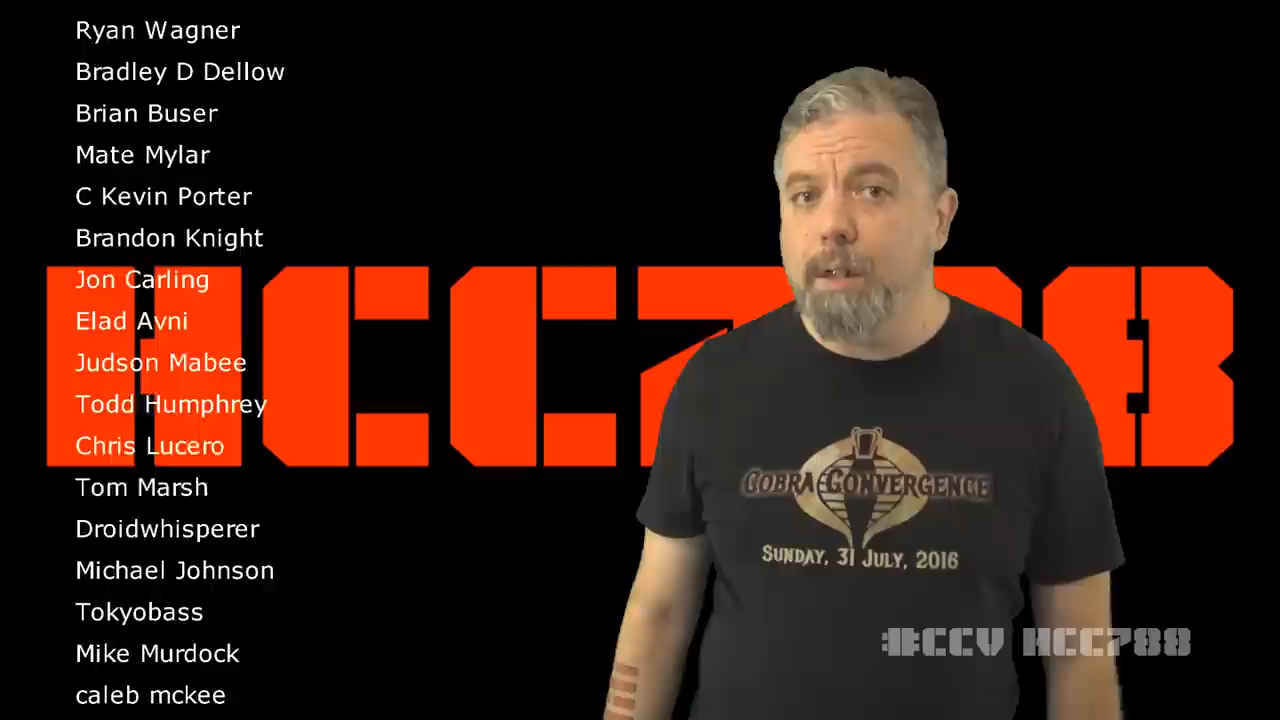 Ryan Wagner
Bradley D Dellow
Brian Buser
Mate Mylar
C Kevin Porter
Brandon Knight
Jon Carling
Elad Avni
Judson Mabee
Todd Humphrey
Chris Lucero
Tom Marsh
Droidwhisperer
Michael Johnson
Tokyobass
Mike Murdock
caleb mckee
HCC788
COBRA CONVERGENCE
SUNDAY, 31 JULY, 2016
#CCV HCC788